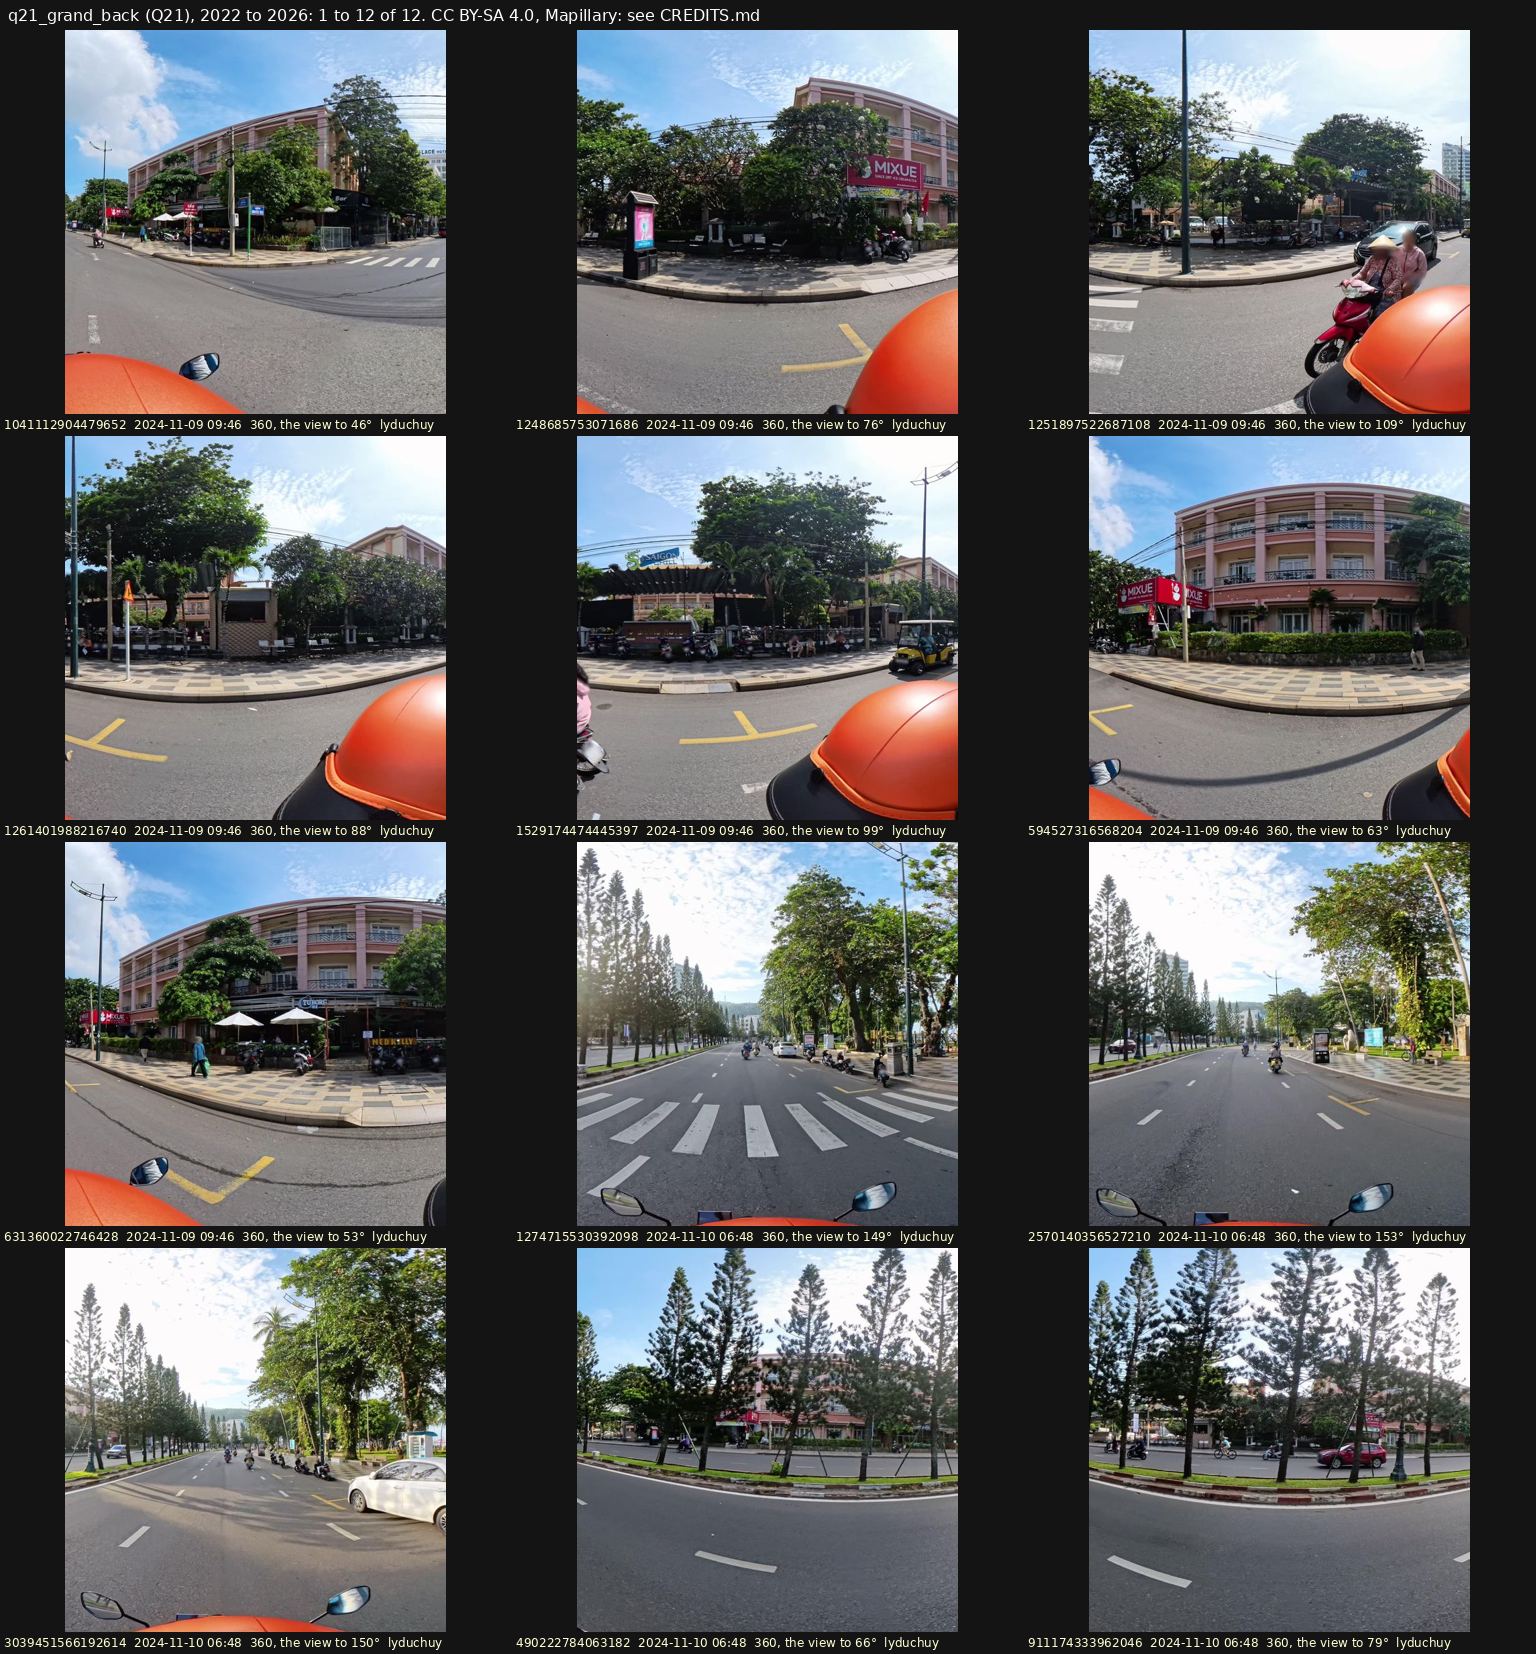 q21_grand_back (Q21), 2022 to 2026: 1 to 12 of 12. CC BY-SA 4.0, Mapillary: see CREDITS.md
Bar
MIXUE
1041112904479652 2024-11-09 09:46 360, the view to 46° lyduchuy
1248685753071686 2024-11-09 09:46 360, the view to 76° lyduchuy
1251897522687108 2024-11-09 09:46 360, the view to 109° lyduchuy
SAIGON
MIXUE
MIXUE
1261401988216740 2024-11-09 09:46 360, the view to 88° lyduchuy
1529174474445397 2024-11-09 09:46 360, the view to 99° lyduchuy
594527316568204 2024-11-09 09:46 360, the view to 63° lyduchuy
MIXUE
TUBORG
NED KELLY
631360022746428 2024-11-09 09:46 360, the view to 53° lyduchuy
1274715530392098 2024-11-10 06:48 360, the view to 149° lyduchuy
2570140356527210 2024-11-10 06:48 360, the view to 153° lyduchuy
3039451566192614 2024-11-10 06:48 360, the view to 150° lyduchuy
490222784063182 2024-11-10 06:48 360, the view to 66° lyduchuy
911174333962046 2024-11-10 06:48 360, the view to 79° lyduchuy